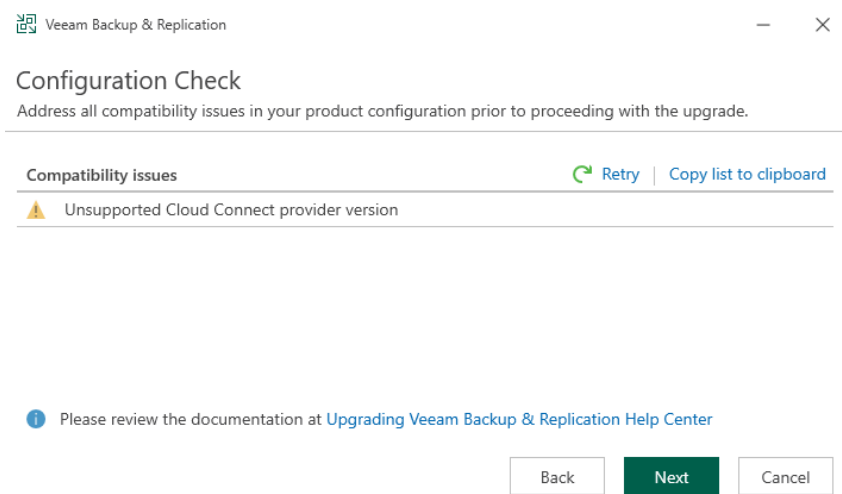 Veeam Backup & Replication
Configuration Check
Address all compatibility issues in your product configuration prior to proceeding with the upgrade.
Compatibility issues
Retry
Copy list to clipboard
Unsupported Cloud Connect provider version
Please review the documentation at Upgrading Veeam Backup & Replication Help Center
Back
Next
Cancel